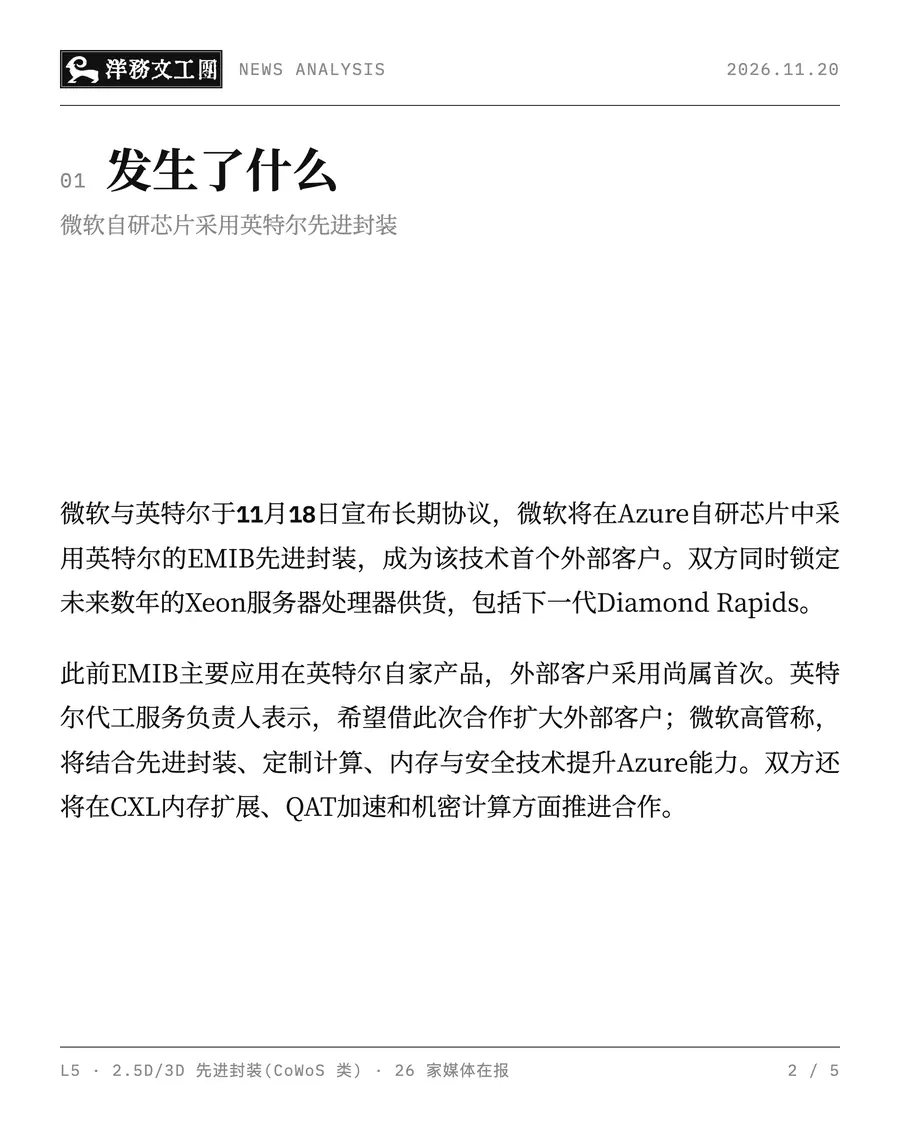 洋務文工團 NEWS ANALYSIS 2026.11.20
01 发生了什么
微软自研芯片采用英特尔先进封装
微软与英特尔于11月18日宣布长期协议，微软将在Azure自研芯片中采
用英特尔的EMIB先进封装，成为该技术首个外部客户。双方同时锁定
未来数年的Xeon服务器处理器供货，包括下一代Diamond Rapids。
此前EMIB主要应用在英特尔自家产品，外部客户采用尚属首次。英特
尔代工服务负责人表示，希望借此次合作扩大外部客户；微软高管称，
将结合先进封装、定制计算、内存与安全技术提升Azure能力。双方还
将在CXL内存扩展、QAT加速和机密计算方面推进合作。
L5 · 2.5D/3D 先进封装(CoWoS 类) · 26 家媒体在报 2 / 5